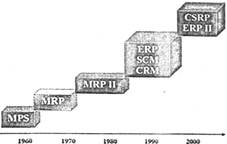 CSRP
ERP II
ERP
SCM
CRM
MRP II
MRP
MPS
1960 1970 1980 1990 2000